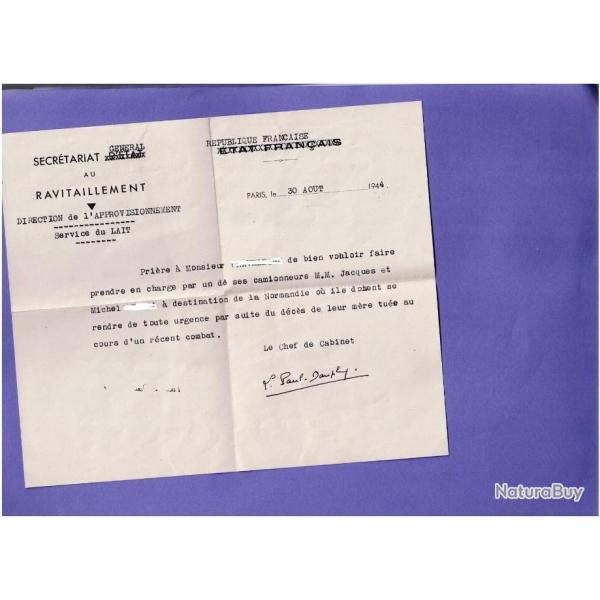 GENERAL
SECRÉTARIAT
AU
RAVITAILLEMENT
DIRECTION de l'APPROVISIONNEMENT
Service du LAIT
REPUBLIQUE FRANCAISE
ETAT FRANÇAIS
PARIS, le 30 AOUT 1944
Prière à Monsieur de bien vouloir faire
prendre en charge par un de ses camionneurs M.M. Jacques et
Michel à destination de la Normandie où ils doivent se
rendre de toute urgence par suite du décès de leur mère tuée au
cours d'un récent combat.
Le Chef de Cabinet
NaturaBuy